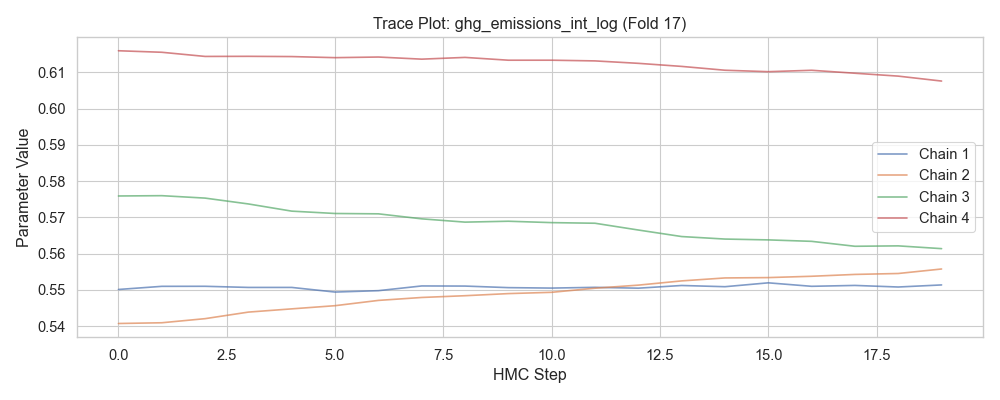 Trace Plot: ghg_emissions_int_log (Fold 17)
Parameter Value
0.61
0.60
0.59
0.58
0.57
0.56
0.55
0.54
Chain 1
Chain 2
Chain 3
Chain 4
0.0 2.5 5.0 7.5 10.0 12.5 15.0 17.5
HMC Step